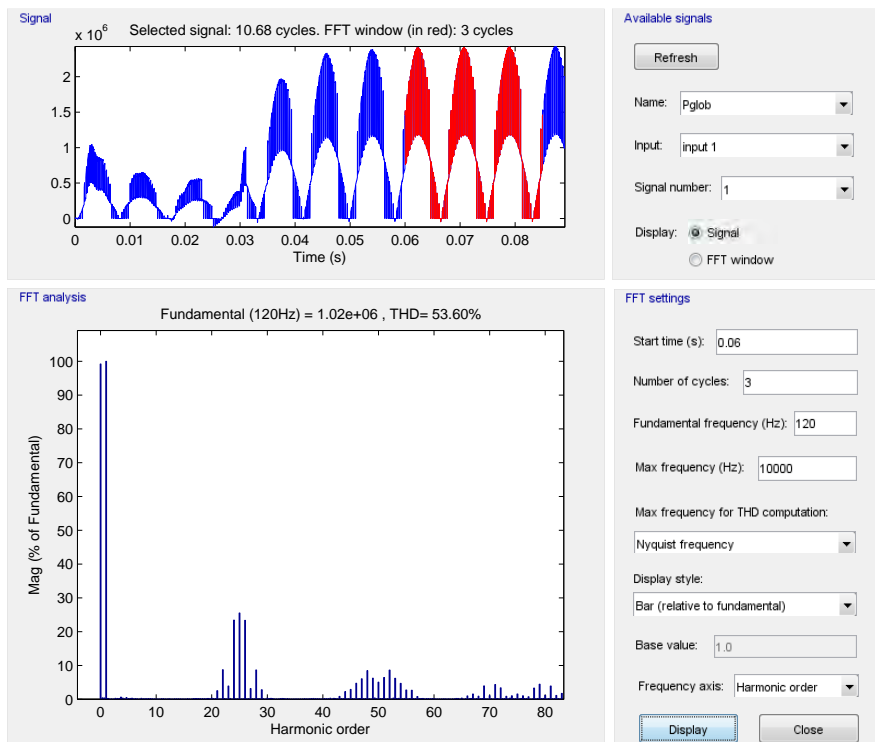 Signal
Selected signal: 10.68 cycles. FFT window (in red): 3 cycles
x 10^6
2
1.5
1
0.5
0
0 0.01 0.02 0.03 0.04 0.05 0.06 0.07 0.08
Time (s)
Available signals
Refresh
Name: Pglob
Input: input 1
Signal number: 1
Display: Signal
FFT window
FFT analysis
Fundamental (120Hz) = 1.02e+06 , THD= 53.60%
Mag (% of Fundamental)
100
90
80
70
60
50
40
30
20
10
0
0 10 20 30 40 50 60 70 80
Harmonic order
FFT settings
Start time (s): 0.06
Number of cycles: 3
Fundamental frequency (Hz): 120
Max frequency (Hz): 10000
Max frequency for THD computation:
Nyquist frequency
Display style:
Bar (relative to fundamental)
Base value: 1.0
Frequency axis: Harmonic order
Display Close